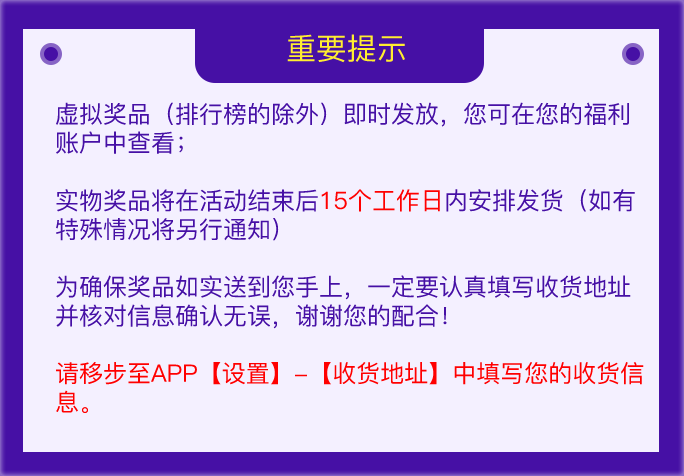 重要提示
虚拟奖品（排行榜的除外）即时发放，您可在您的福利
账户中查看；
实物奖品将在活动结束后15个工作日内安排发货（如有
特殊情况将另行通知）
为确保奖品如实送到您手上，一定要认真填写收货地址
并核对信息确认无误，谢谢您的配合！
请移步至APP【设置】–【收货地址】中填写您的收货信
息。